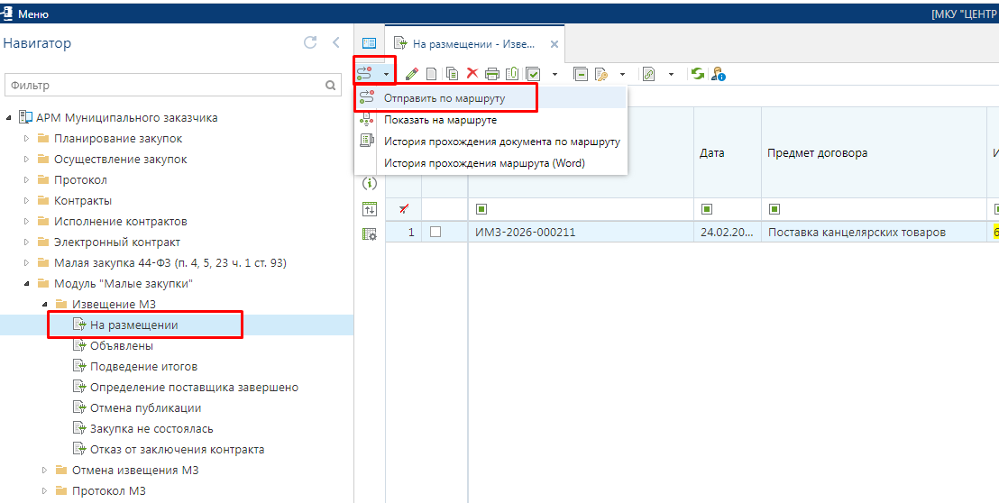 Меню
[МКУ "ЦЕНТР
Навигатор
На размещении - Изве...
Фильтр
Отправить по маршруту
Показать на маршруте
История прохождения документа по маршруту
История прохождения маршрута (Word)
АРМ Муниципального заказчика
Планирование закупок
Осуществление закупок
Протокол
Контракты
Исполнение контрактов
Электронный контракт
Малая закупка 44-ФЗ (п. 4, 5, 23 ч. 1 ст. 93)
Модуль "Малые закупки"
Извещение МЗ
На размещении
Объявлены
Подведение итогов
Определение поставщика завершено
Отмена публикации
Закупка не состоялась
Отказ от заключения контракта
Отмена извещения МЗ
Протокол МЗ
Дата
Предмет договора
1
ИМЗ-2026-000211
24.02.20...
Поставка канцелярских товаров